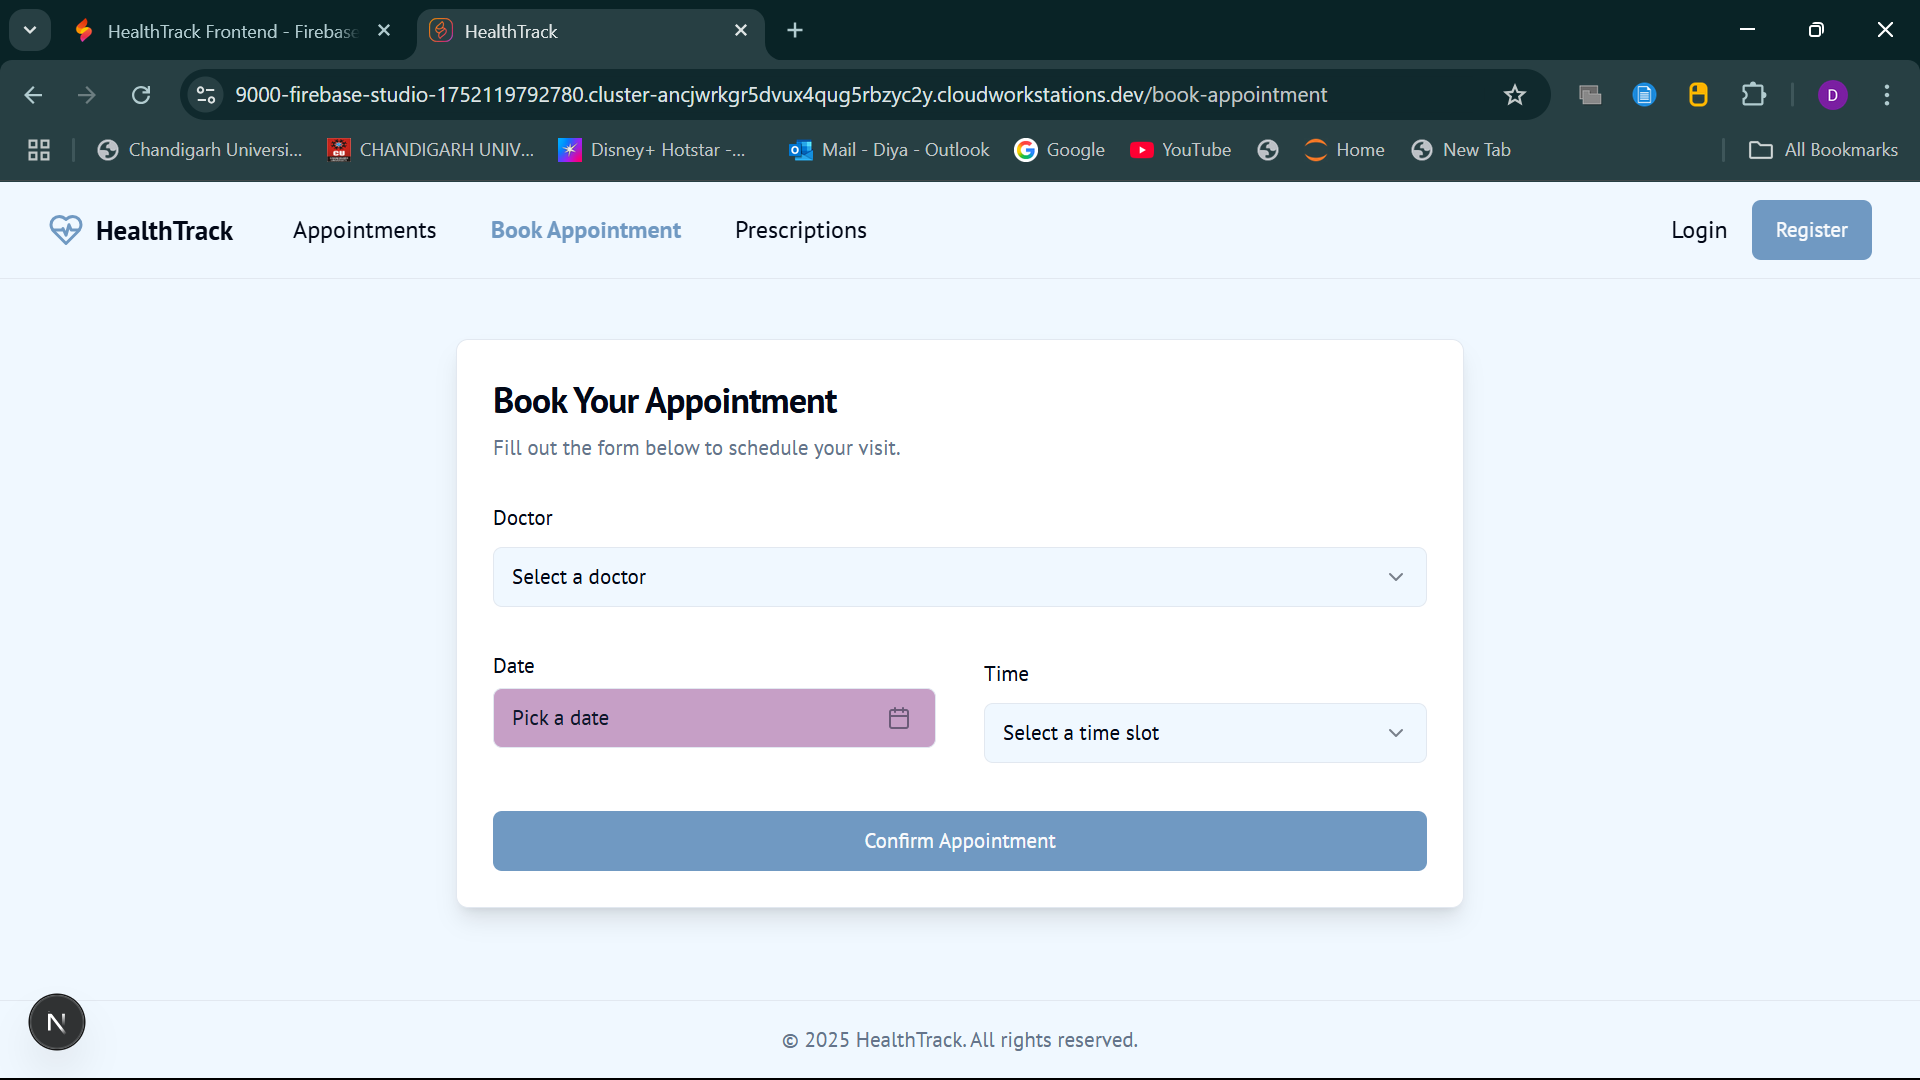 HealthTrack Frontend - Firebase
HealthTrack
9000-firebase-studio-1752119792780.cluster-ancjwrkgr5dvux4qug5rbzyc2y.cloudworkstations.dev/book-appointment
D
Chandigarh Universi...
CHANDIGARH UNIV...
Disney+ Hotstar -...
Mail - Diya - Outlook
Google
YouTube
Home
New Tab
All Bookmarks
HealthTrack
Appointments
Book Appointment
Prescriptions
Login
Register
Book Your Appointment
Fill out the form below to schedule your visit.
Doctor
Select a doctor
Date
Time
Pick a date
Select a time slot
Confirm Appointment
N
© 2025 HealthTrack. All rights reserved.